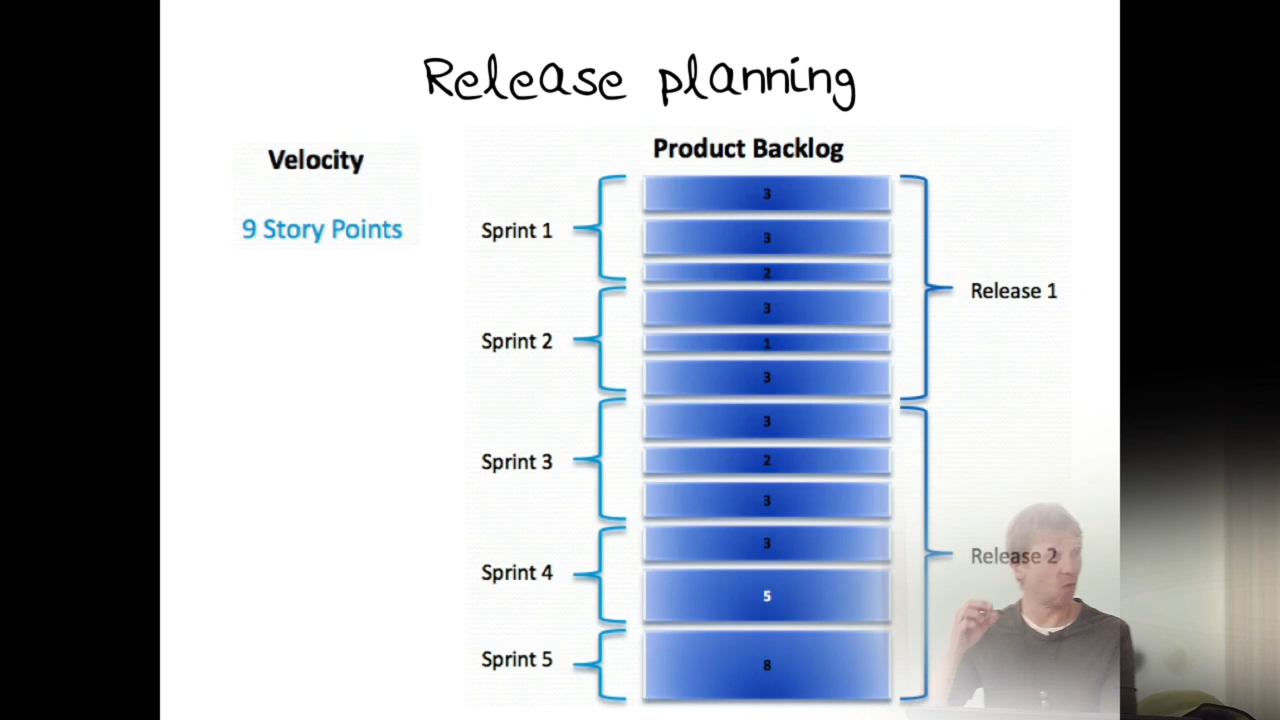 Release planning
Velocity
9 Story Points
Product Backlog
Sprint 1
3
3
2
Sprint 2
3
1
3
Release 1
Sprint 3
3
2
3
Sprint 4
3
5
Sprint 5
8
Release 2